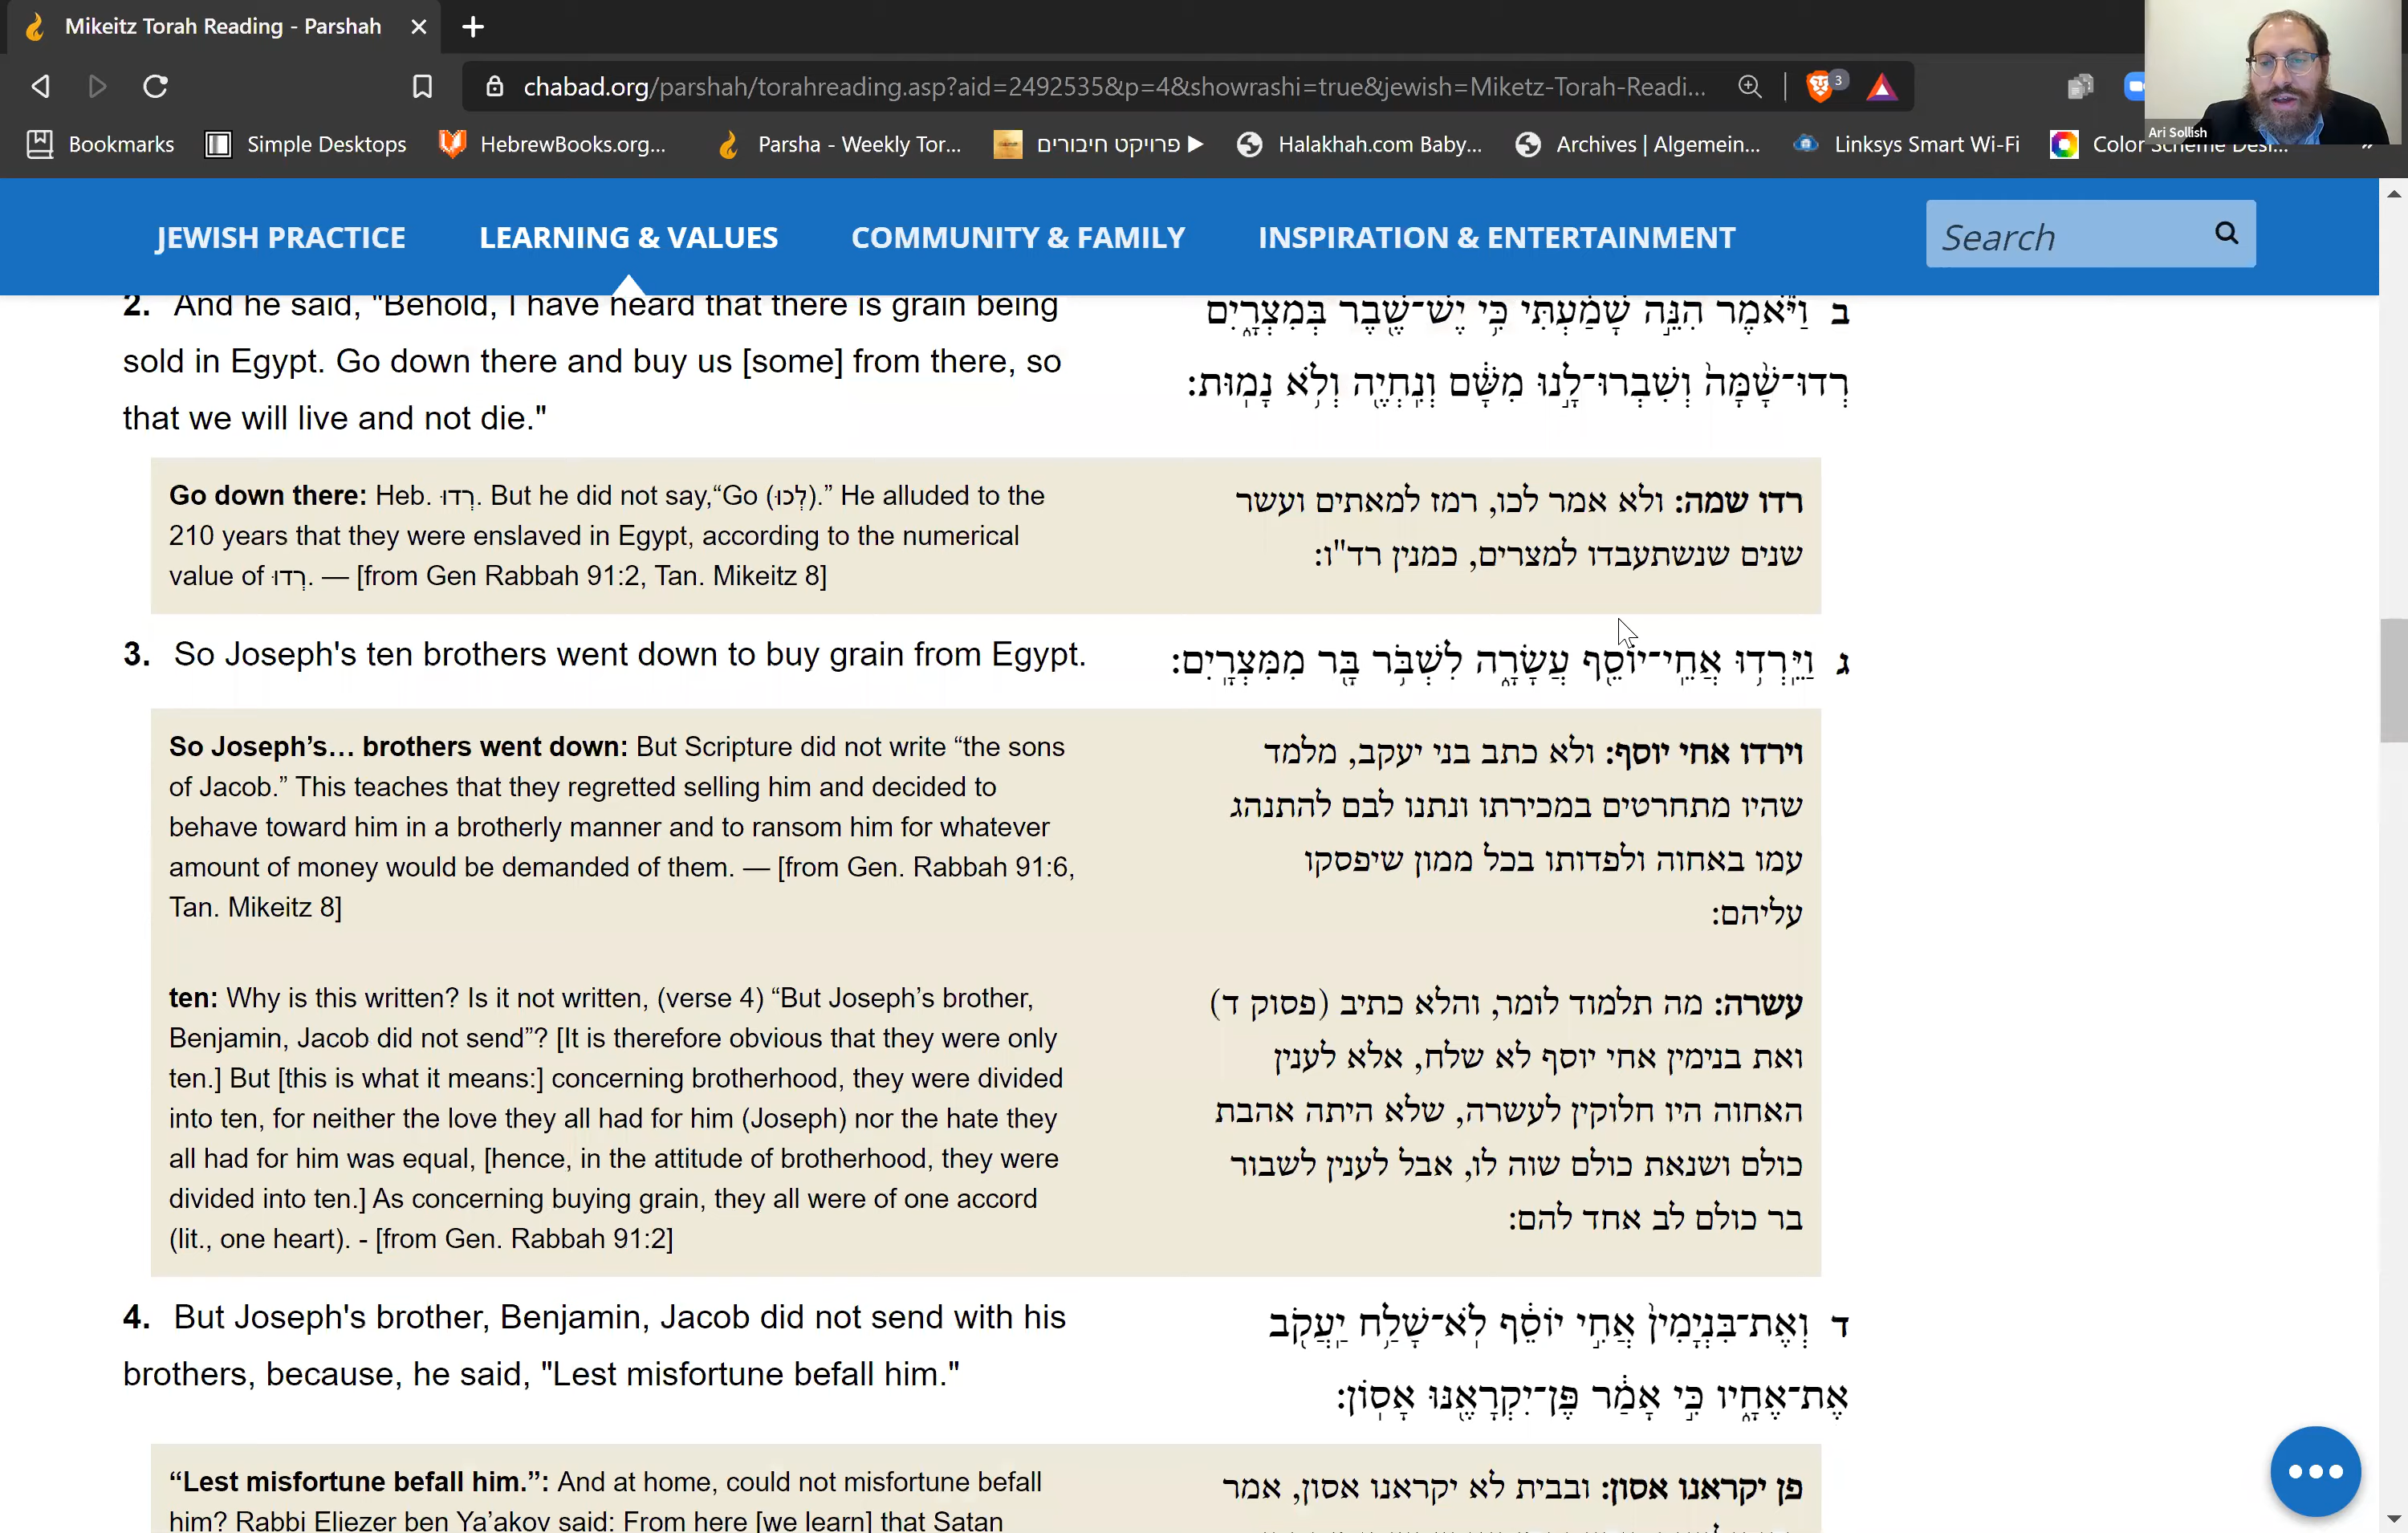 Mikeitz Torah Reading - Parshah
chabad.org/parshah/torahreading.asp?aid=2492535&p=4&showrashi=true&jewish=Miketz-Torah-Readi...
3
Ari Sollish
Bookmarks
Simple Desktops
HebrewBooks.org...
Parsha - Weekly Tor...
פרויקט חיבורים
Halakhah.com Baby...
Archives | Algemein...
Linksys Smart Wi-Fi
Color Scheme Desi...
JEWISH PRACTICE
LEARNING & VALUES
COMMUNITY & FAMILY
INSPIRATION & ENTERTAINMENT
Search
2. And he said, "Behold, I have heard that there is grain being
sold in Egypt. Go down there and buy us [some] from there, so
that we will live and not die."
ב וַיֹּ֕אמֶר הִנֵּ֣ה שָׁמַ֔עְתִּי כִּ֥י יֶשׁ־שֶׁ֖בֶר בְּמִצְרָ֑יִם
רְדוּ־שָׁ֨מָּה֙ וְשִׁבְרוּ־לָ֣נוּ מִשָּׁ֔ם וְנִֽחְיֶ֖ה וְלֹ֥א נָמֽוּת:
Go down there: Heb. רְדוּ. But he did not say,“Go (לְכוּ).” He alluded to the
210 years that they were enslaved in Egypt, according to the numerical
value of רְדוּ. — [from Gen Rabbah 91:2, Tan. Mikeitz 8]
רדו שמה: ולא אמר לכו, רמז למאתים ועשר
שנים שנשתעבדו למצרים, כמנין רד"ו:
3. So Joseph's ten brothers went down to buy grain from Egypt.
ג וַיֵּֽרְד֥וּ אֲחֵֽי־יוֹסֵ֖ף עֲשָׂרָ֑ה לִשְׁבֹּ֥ר בָּ֖ר מִמִּצְרָֽיִם:
So Joseph’s… brothers went down: But Scripture did not write “the sons
of Jacob.” This teaches that they regretted selling him and decided to
behave toward him in a brotherly manner and to ransom him for whatever
amount of money would be demanded of them. — [from Gen. Rabbah 91:6,
Tan. Mikeitz 8]
וירדו אחי יוסף: ולא כתב בני יעקב, מלמד
שהיו מתחרטים במכירתו ונתנו לבם להתנהג
עמו באחוה ולפדותו בכל ממון שיפסקו
עליהם:
ten: Why is this written? Is it not written, (verse 4) “But Joseph’s brother,
Benjamin, Jacob did not send”? [It is therefore obvious that they were only
ten.] But [this is what it means:] concerning brotherhood, they were divided
into ten, for neither the love they all had for him (Joseph) nor the hate they
all had for him was equal, [hence, in the attitude of brotherhood, they were
divided into ten.] As concerning buying grain, they all were of one accord
(lit., one heart). - [from Gen. Rabbah 91:2]
עשרה: מה תלמוד לומר, והלא כתיב (פסוק ד)
ואת בנימין אחי יוסף לא שלח, אלא לענין
האחוה היו חלוקין לעשרה, שלא היתה אהבת
כולם ושנאת כולם שוה לו, אבל לענין לשבור
בר כולם לב אחד להם:
4. But Joseph's brother, Benjamin, Jacob did not send with his
brothers, because, he said, "Lest misfortune befall him."
ד וְאֶת־בִּנְיָמִין֙ אֲחִ֣י יוֹסֵ֔ף לֹֽא־שָׁלַ֥ח יַֽעֲקֹ֖ב
אֶת־אֶחָ֑יו כִּ֣י אָמַ֔ר פֶּן־יִקְרָאֶ֖נּוּ אָסֽוֹן:
“Lest misfortune befall him.”: And at home, could not misfortune befall
him? Rabbi Eliezer ben Ya’akov said: From here [we learn] that Satan
פן יקראנו אסון: ובבית לא יקראנו אסון, אמר